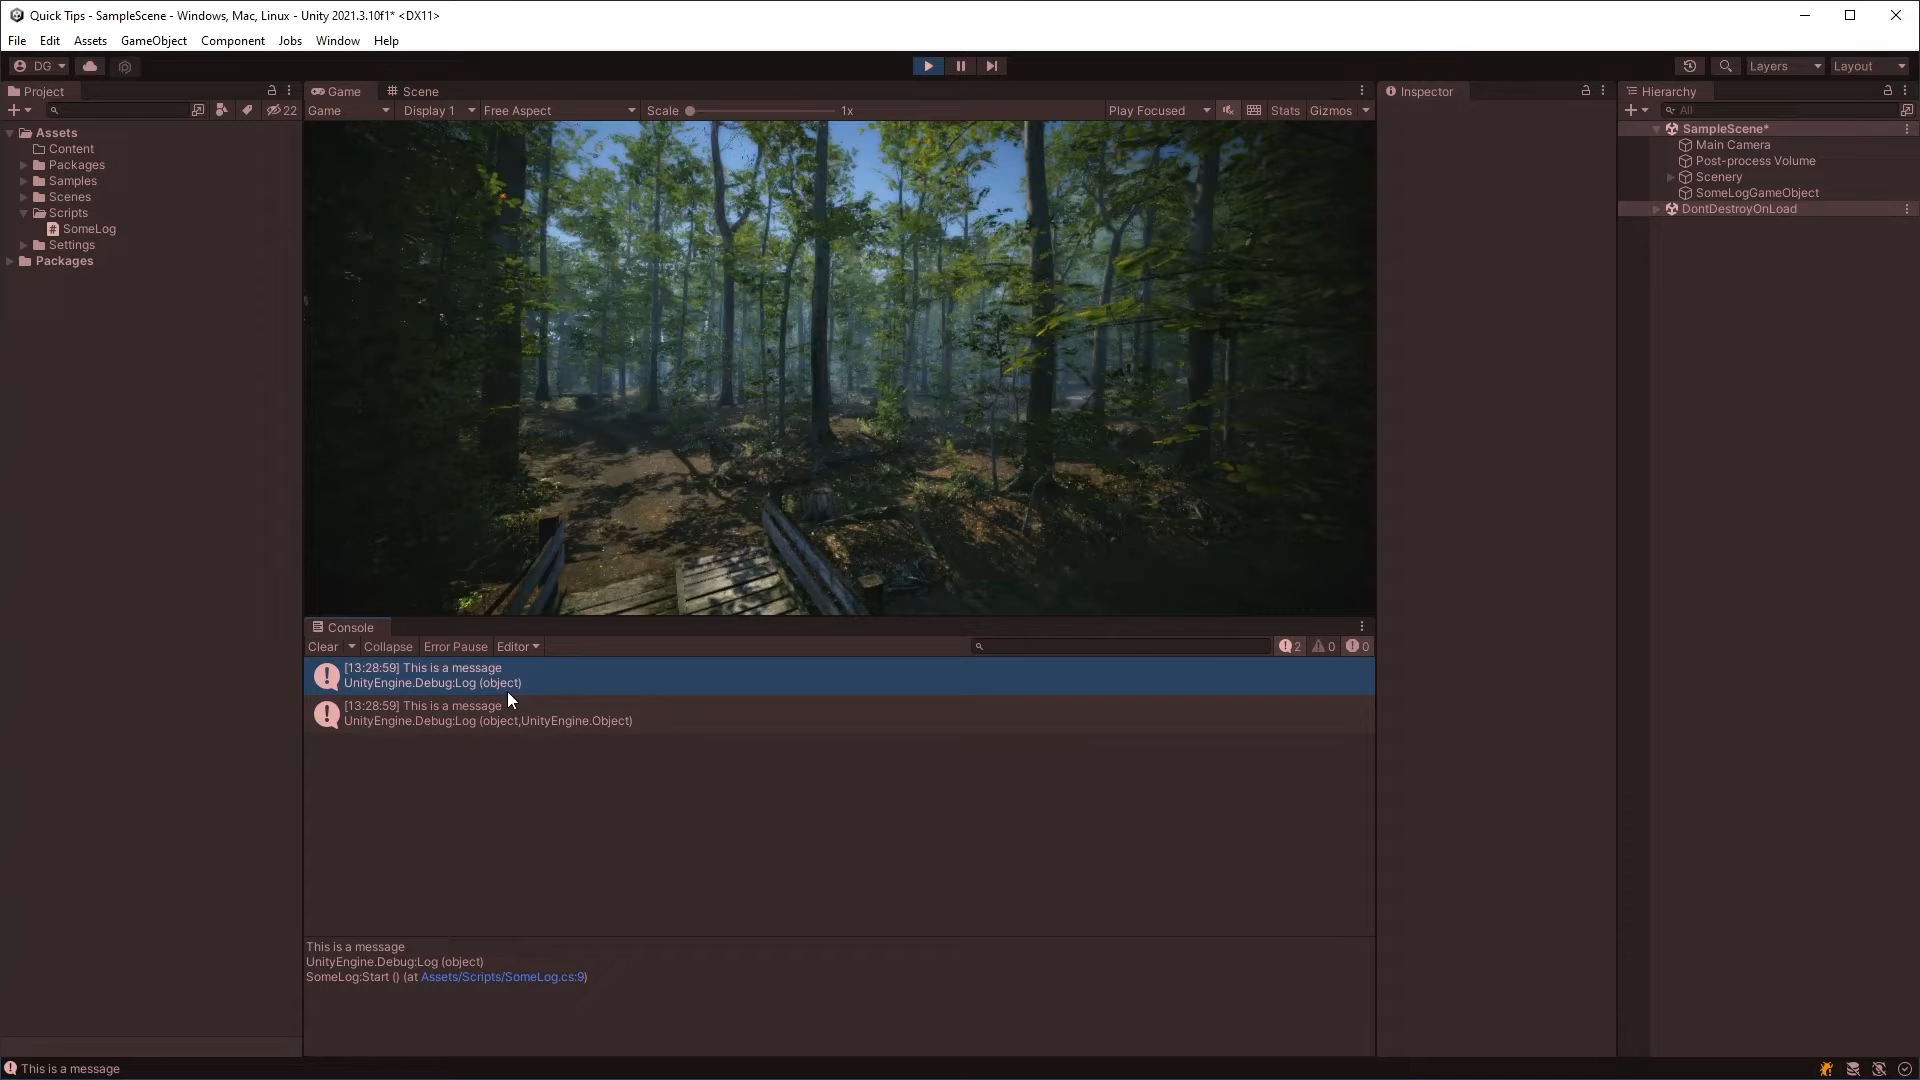 Quick Tips - SampleScene - Windows, Mac, Linux - Unity 2021.3.10f1* <DX11>
File Edit Assets GameObject Component Jobs Window Help
DG
Layers
Layout
Project
22
Assets
Content
Packages
Samples
Scenes
Scripts
# SomeLog
Settings
Packages
Game
Scene
Game
Display 1
Free Aspect
Scale
1x
Play Focused
Stats
Gizmos
Console
Clear
Collapse
Error Pause
Editor
2
0
0
[13:28:59] This is a message
UnityEngine.Debug:Log (object)
[13:28:59] This is a message
UnityEngine.Debug:Log (object,UnityEngine.Object)
This is a message
UnityEngine.Debug:Log (object)
SomeLog:Start () (at Assets/Scripts/SomeLog.cs:9)
Inspector
Hierarchy
All
SampleScene*
Main Camera
Post-process Volume
Scenery
SomeLogGameObject
DontDestroyOnLoad
This is a message